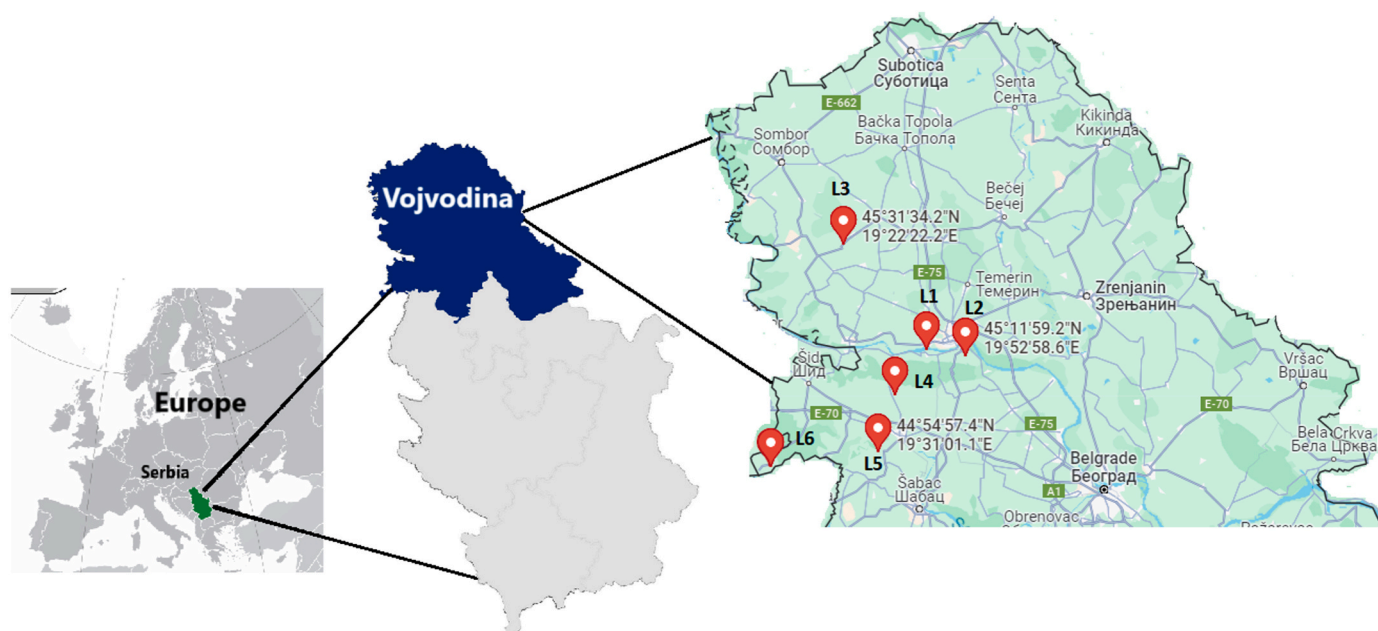 Europe
Serbia
Vojvodina
Subotica
Суботица
Senta
Сента
E-662
Bačka Topola
Бачка Топола
Kikinda
Кикинда
Sombor
Сомбор
Bečej
Бечеј
L3
45°31'34.2"N
19°22'22.2"E
E-75
Temerin
Темерин
Zrenjanin
Зрењанин
L1
L2
45°11'59.2"N
19°52'58.6"E
Šid
Шид
Vršac
Вршац
L4
E-70
E-70
44°54'57.4"N
19°31'01.1"E
E-75
L6
L5
Bela Crkva
Бела Црква
Belgrade
Београд
Šabac
Шабац
A1
Obrenovac